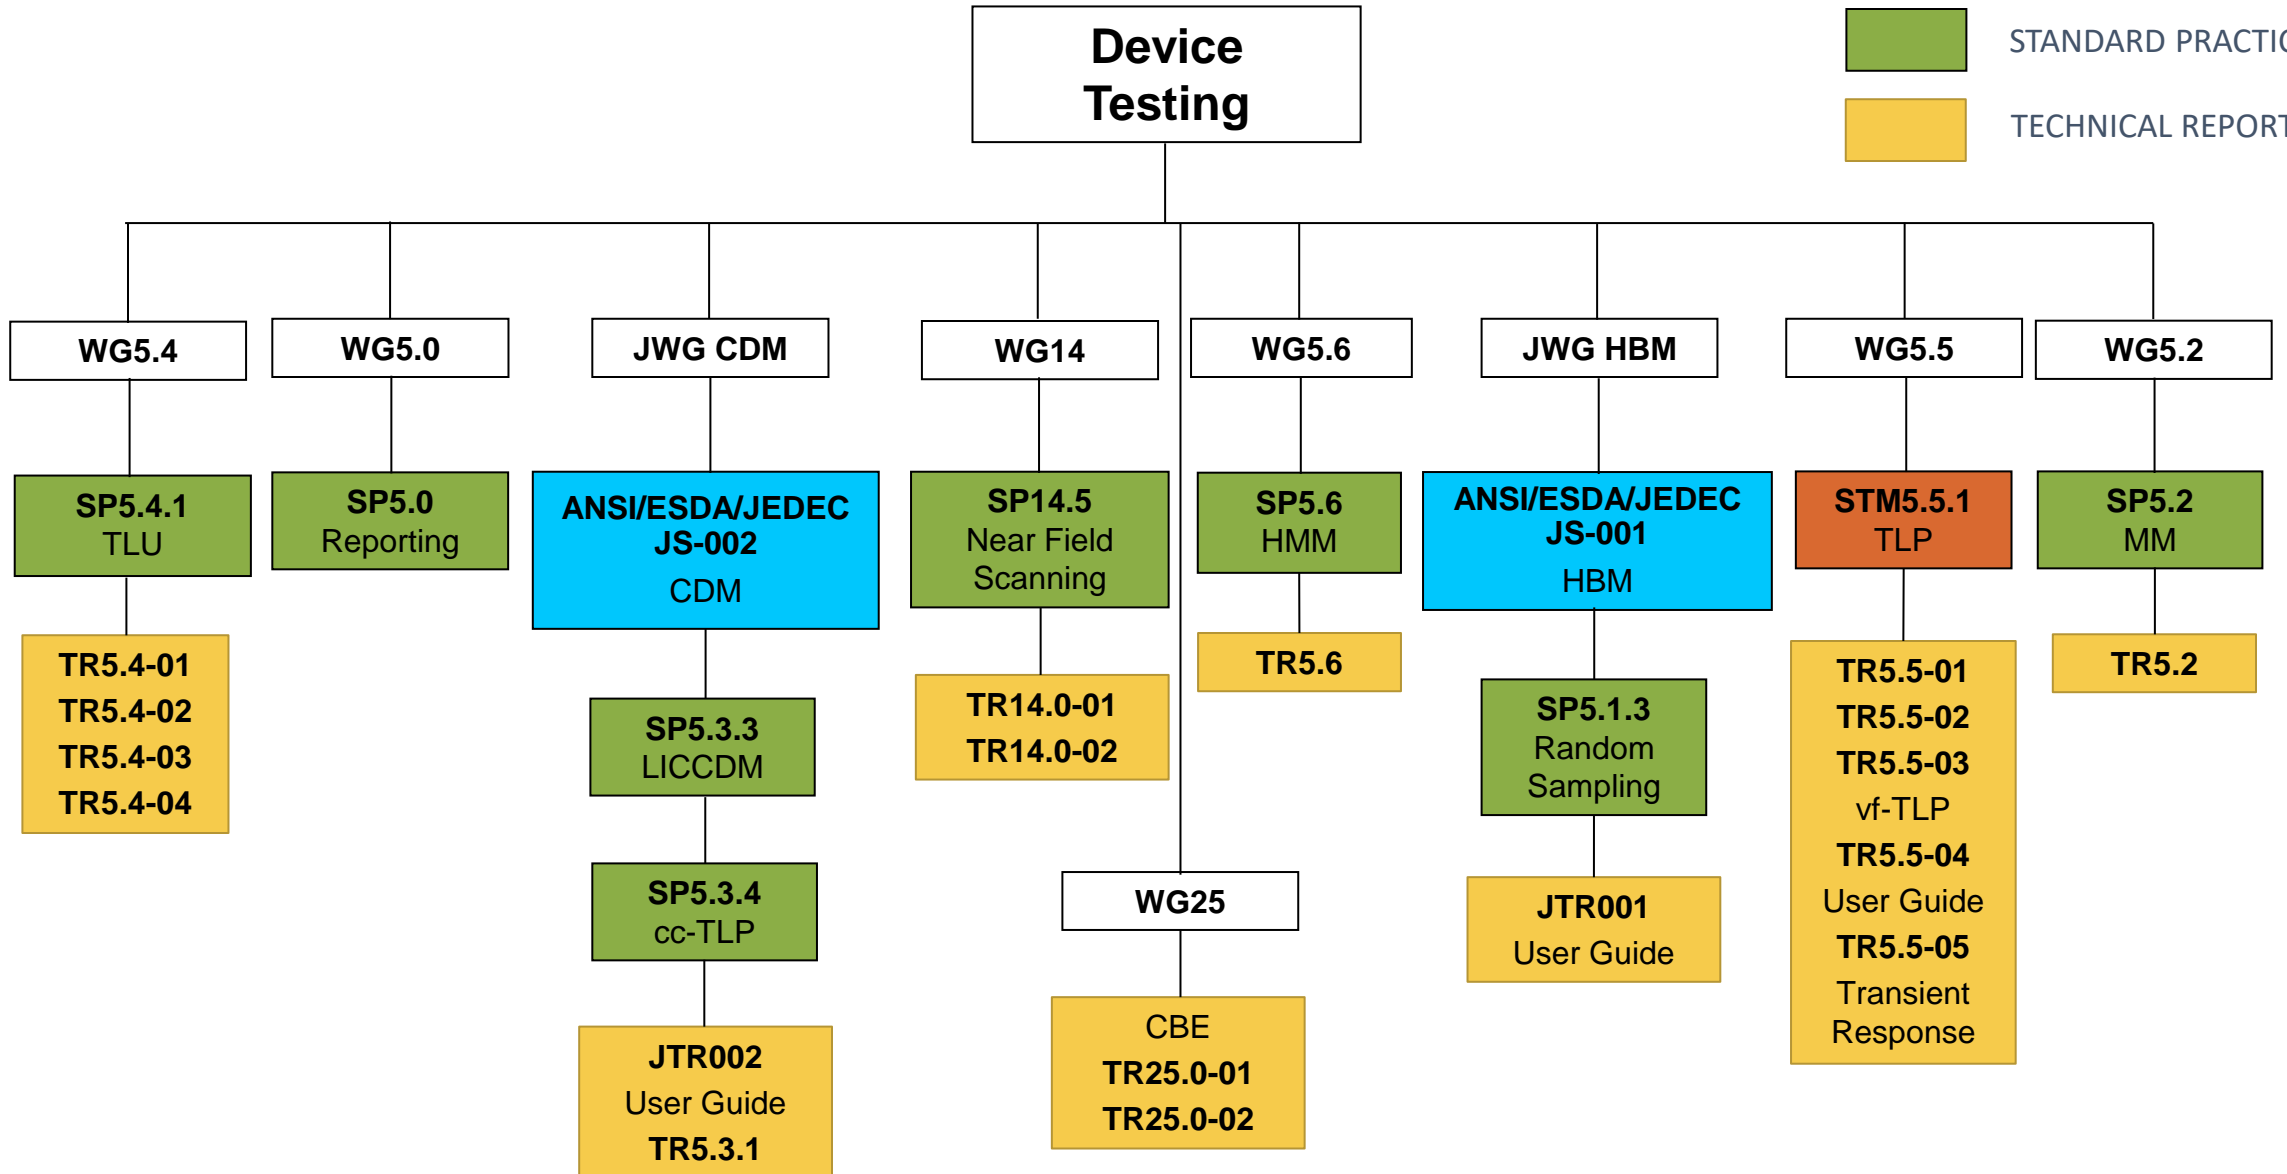 Device
Testing
STANDARD PRACTIC
TECHNICAL REPORT
WG5.4
WG5.0
JWG CDM
WG14
WG5.6
JWG HBM
WG5.5
WG5.2
SP5.4.1
TLU
SP5.0
Reporting
ANSI/ESDA/JEDEC
JS-002
CDM
SP14.5
Near Field
Scanning
SP5.6
HMM
ANSI/ESDA/JEDEC
JS-001
HBM
STM5.5.1
TLP
SP5.2
MM
TR5.4-01
TR5.4-02
TR5.4-03
TR5.4-04
SP5.3.3
LICCDM
TR14.0-01
TR14.0-02
TR5.6
SP5.1.3
Random
Sampling
TR5.5-01
TR5.5-02
TR5.5-03
vf-TLP
TR5.5-04
User Guide
TR5.5-05
Transient
Response
TR5.2
SP5.3.4
cc-TLP
WG25
JTR001
User Guide
JTR002
User Guide
TR5.3.1
CBE
TR25.0-01
TR25.0-02